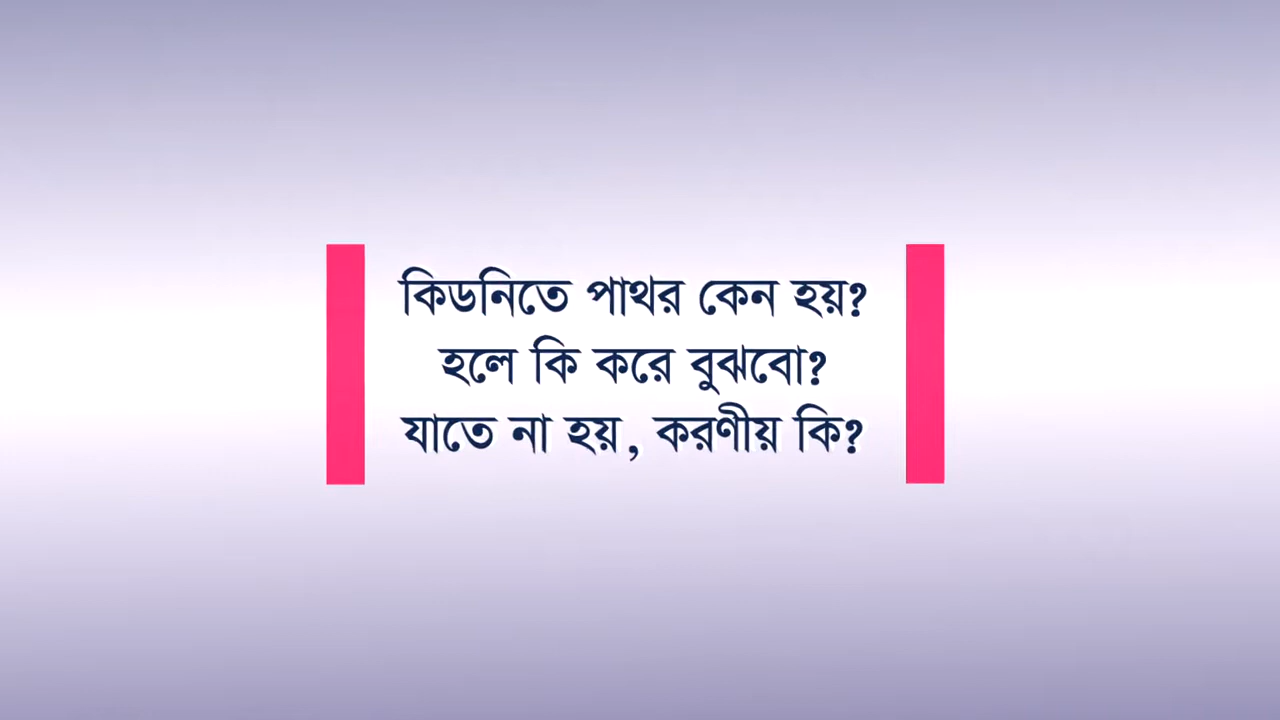 কিডনিতে পাথর কেন হয়?
হলে কি করে বুঝবো?
যাতে না হয়, করণীয় কি?